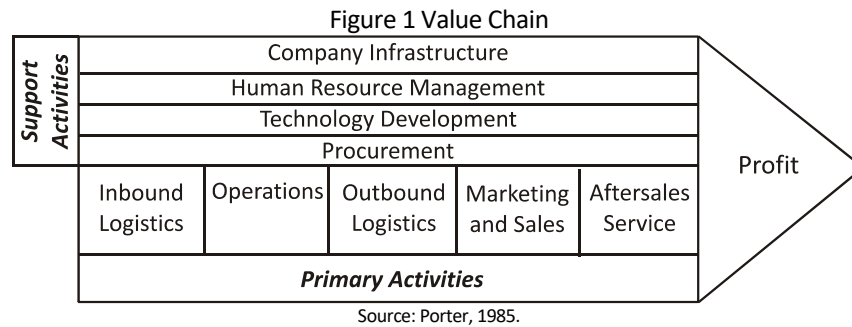 Figure 1 Value Chain
Support
Activities
Company Infrastructure
Human Resource Management
Technology Development
Procurement
Inbound
Logistics
Operations
Outbound
Logistics
Marketing
and Sales
Aftersales
Service
Profit
Primary Activities
Source: Porter, 1985.